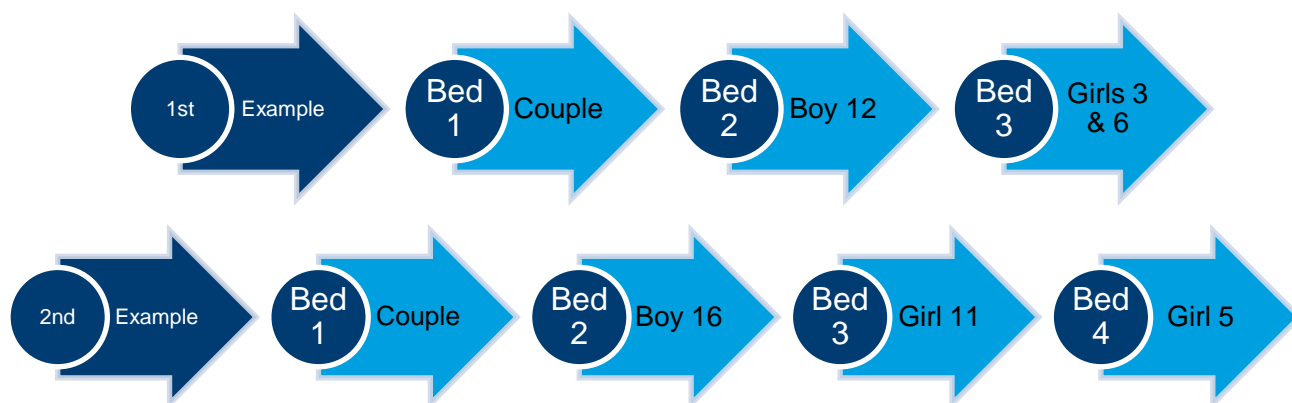 1st Example Bed 1 Couple Bed 2 Boy 12 Bed 3 Girls 3 & 6
2nd Example Bed 1 Couple Bed 2 Boy 16 Bed 3 Girl 11 Bed 4 Girl 5